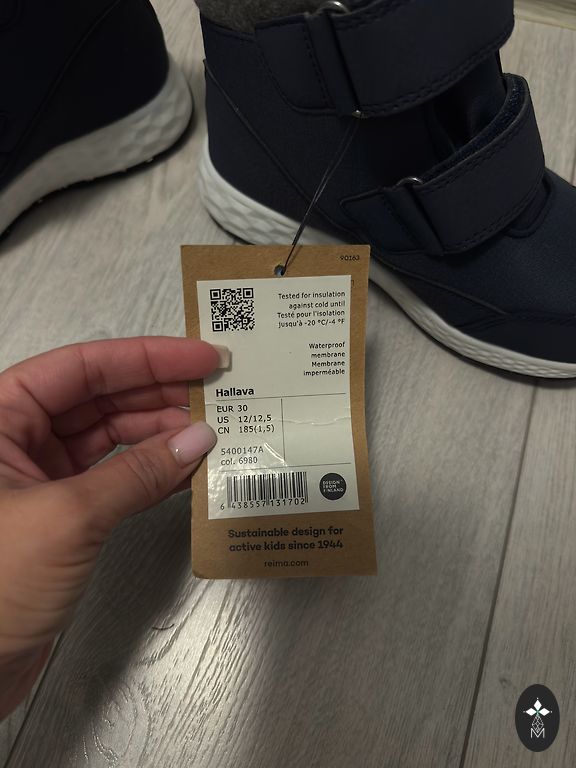 90163
Tested for insulation
against cold until
Testé pour l'isolation
jusqu'à -20 °C/-4 °F
Waterproof
membrane
Membrane
imperméable
Hallava
EUR 30
US 12/12,5
CN 185(1,5)
5400147A
col. 6980
6 438557 131702
DESIGN
FROM
FINLAND
Sustainable design for
active kids since 1944
reima.com
M